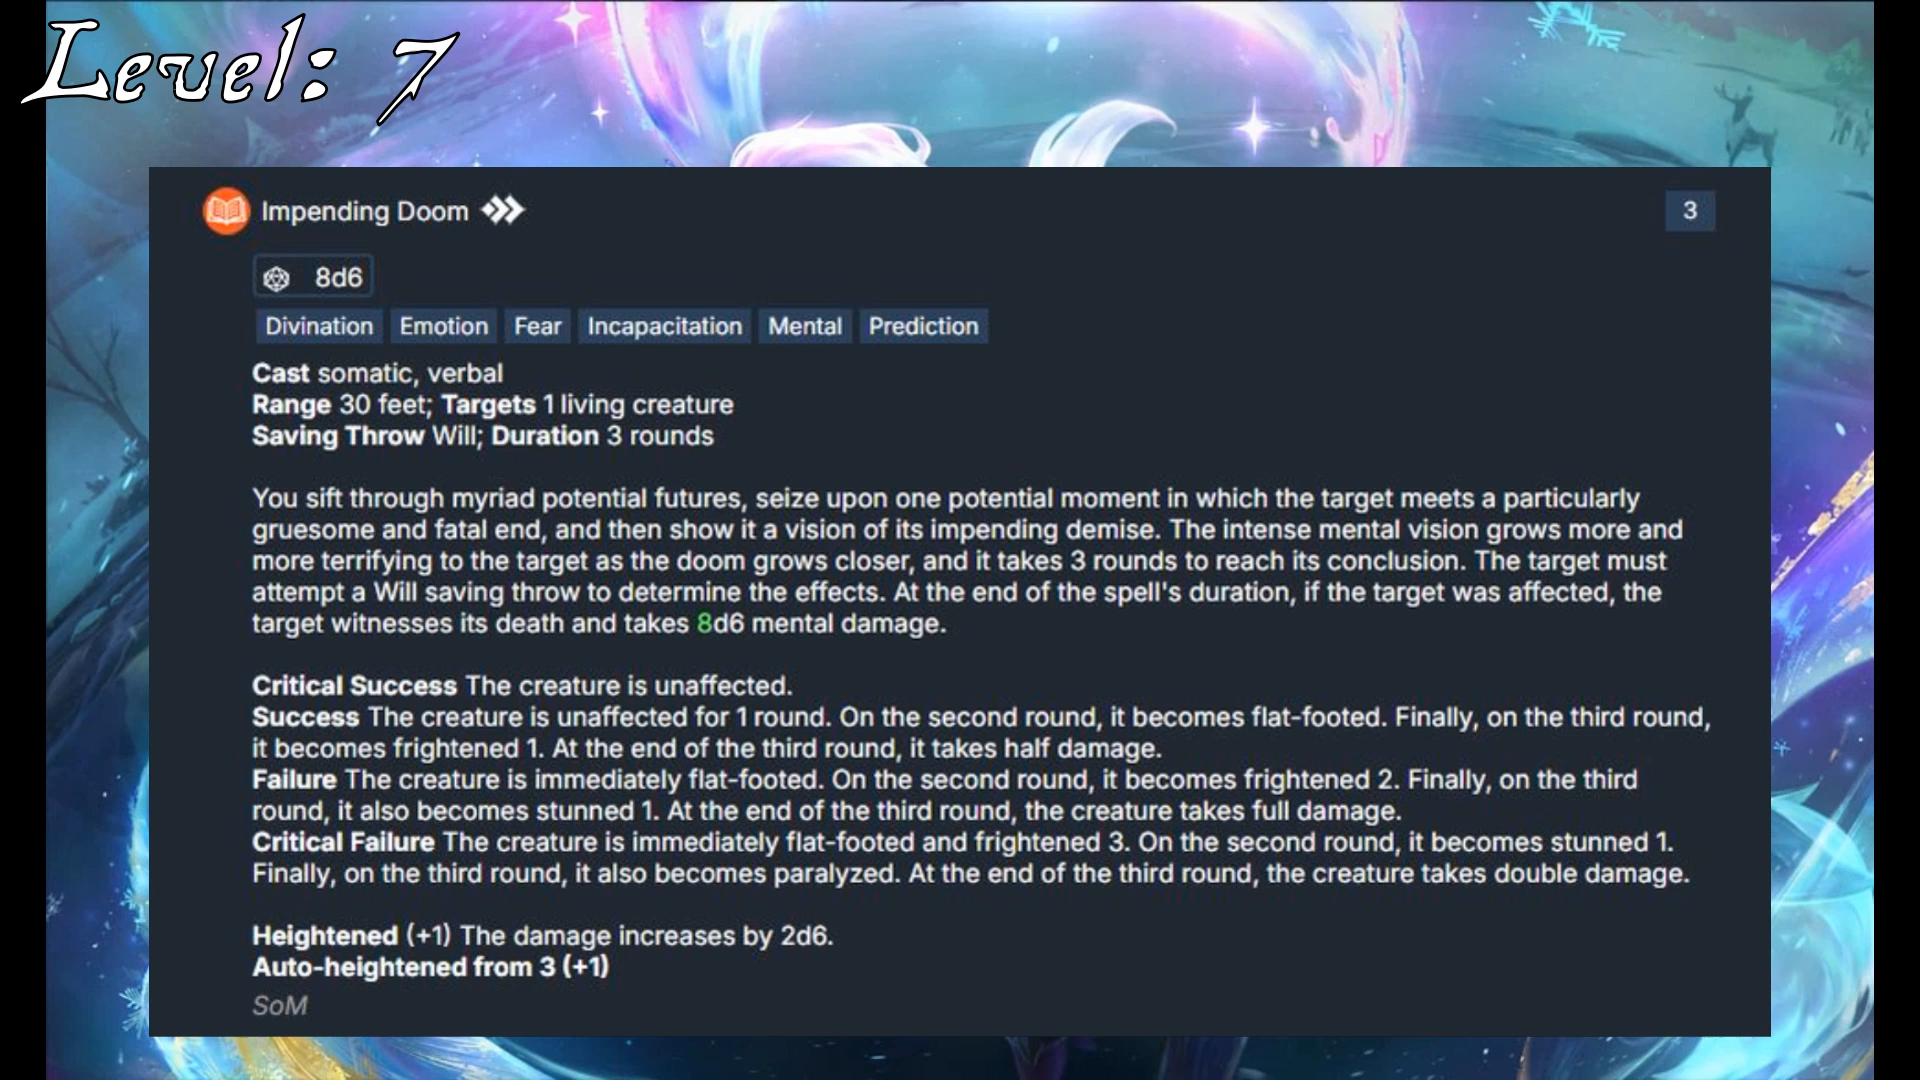 Level: 7
Impending Doom
3
8d6
Divination Emotion Fear Incapacitation Mental Prediction
Cast somatic, verbal
Range 30 feet; Targets 1 living creature
Saving Throw Will; Duration 3 rounds
You sift through myriad potential futures, seize upon one potential moment in which the target meets a particularly
gruesome and fatal end, and then show it a vision of its impending demise. The intense mental vision grows more and
more terrifying to the target as the doom grows closer, and it takes 3 rounds to reach its conclusion. The target must
attempt a Will saving throw to determine the effects. At the end of the spell's duration, if the target was affected, the
target witnesses its death and takes 8d6 mental damage.
Critical Success The creature is unaffected.
Success The creature is unaffected for 1 round. On the second round, it becomes flat-footed. Finally, on the third round,
it becomes frightened 1. At the end of the third round, it takes half damage.
Failure The creature is immediately flat-footed. On the second round, it becomes frightened 2. Finally, on the third
round, it also becomes stunned 1. At the end of the third round, the creature takes full damage.
Critical Failure The creature is immediately flat-footed and frightened 3. On the second round, it becomes stunned 1.
Finally, on the third round, it also becomes paralyzed. At the end of the third round, the creature takes double damage.
Heightened (+1) The damage increases by 2d6.
Auto-heightened from 3 (+1)
SoM